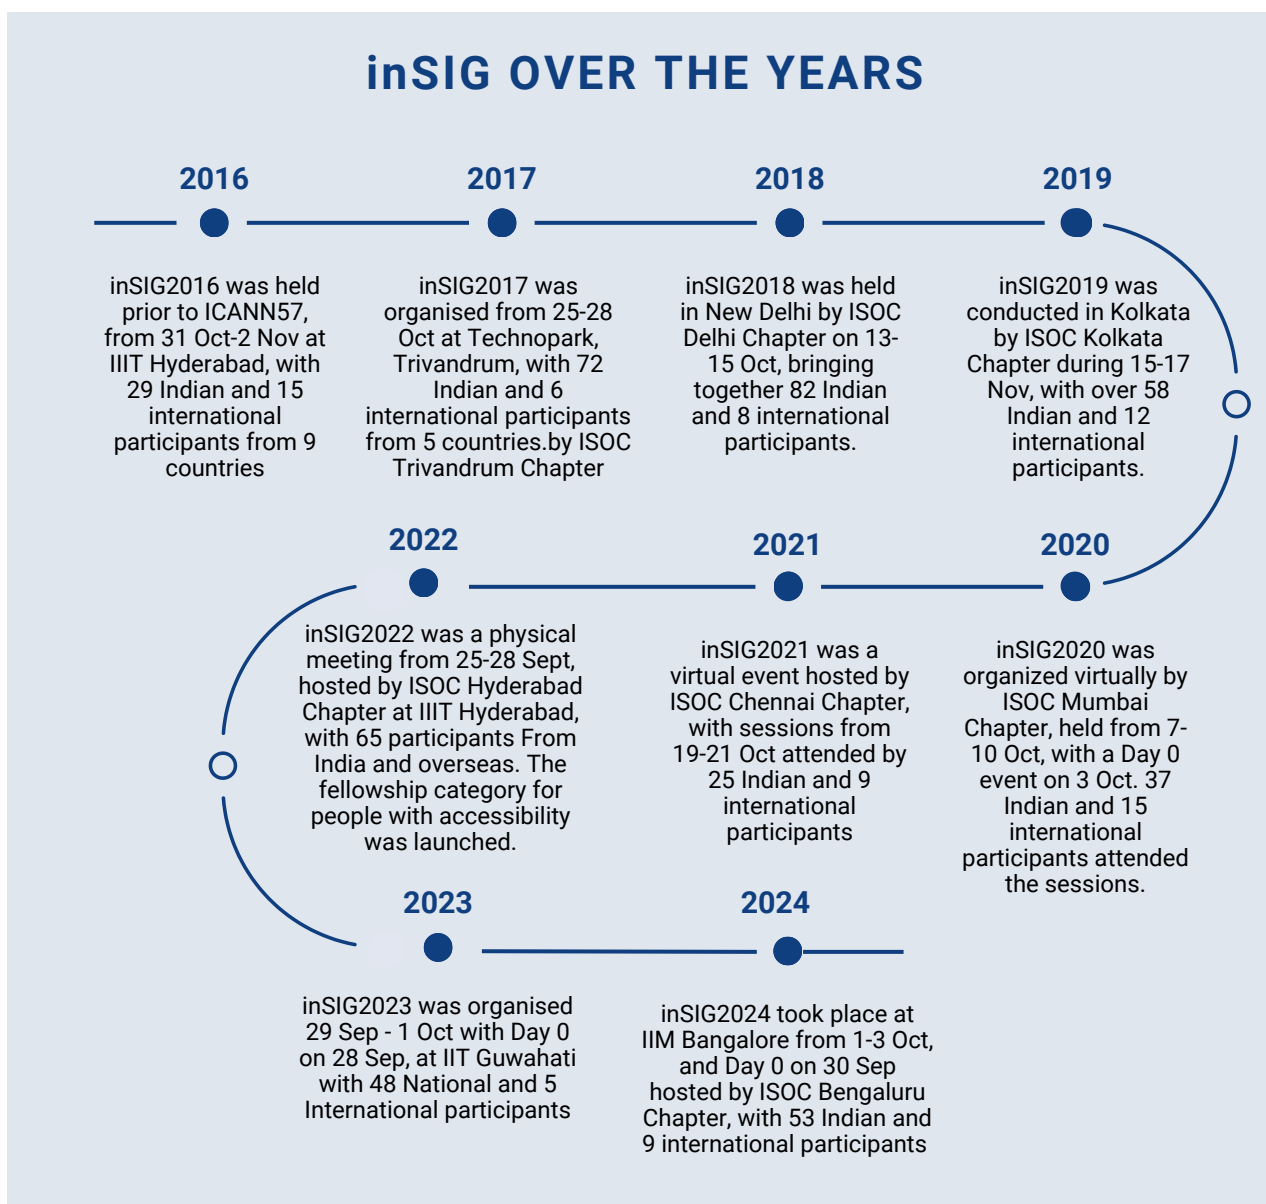 inSIG OVER THE YEARS
2016
inSIG2016 was held
prior to ICANN57,
from 31 Oct-2 Nov at
IIIT Hyderabad, with
29 Indian and 15
international
participants from 9
countries
2017
inSIG2017 was
organised from 25-28
Oct at Technopark,
Trivandrum, with 72
Indian and 6
international participants
from 5 countries.by ISOC
Trivandrum Chapter
2018
inSIG2018 was held
in New Delhi by ISOC
Delhi Chapter on 13-
15 Oct, bringing
together 82 Indian
and 8 international
participants.
2019
inSIG2019 was
conducted in Kolkata
by ISOC Kolkata
Chapter during 15-17
Nov, with over 58
Indian and 12
international
participants.
2020
inSIG2020 was
organized virtually by
ISOC Mumbai
Chapter, held from 7-
10 Oct, with a Day 0
event on 3 Oct. 37
Indian and 15
international
participants attended
the sessions.
2021
inSIG2021 was a
virtual event hosted by
ISOC Chennai Chapter,
with sessions from
19-21 Oct attended by
25 Indian and 9
international
participants
2022
inSIG2022 was a physical
meeting from 25-28 Sept,
hosted by ISOC Hyderabad
Chapter at IIIT Hyderabad,
with 65 participants From
India and overseas. The
fellowship category for
people with accessibility
was launched.
2023
inSIG2023 was organised
29 Sep - 1 Oct with Day 0
on 28 Sep, at IIT Guwahati
with 48 National and 5
International participants
2024
inSIG2024 took place at
IIM Bangalore from 1-3 Oct,
and Day 0 on 30 Sep
hosted by ISOC Bengaluru
Chapter, with 53 Indian and
9 international participants